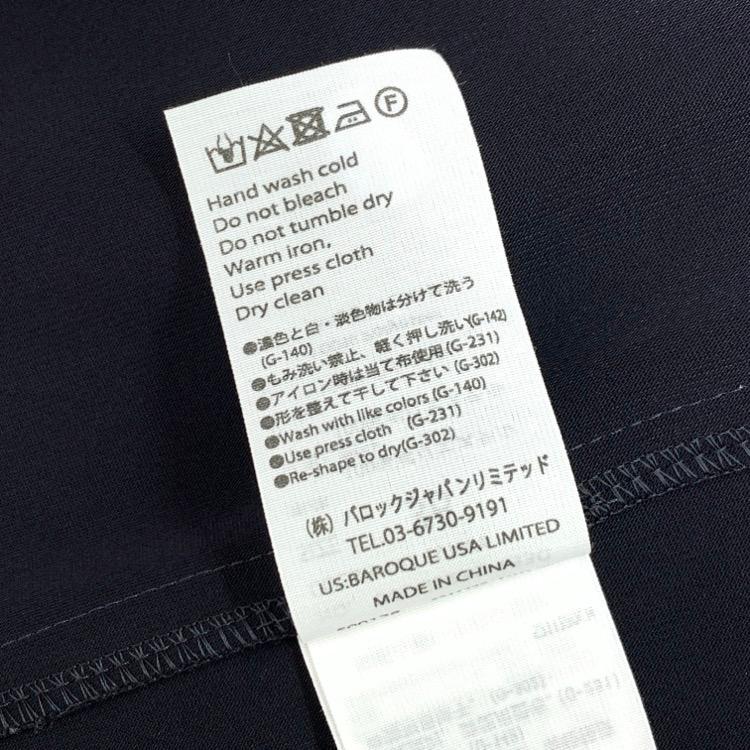 F
Hand wash cold
Do not bleach
Do not tumble dry
Warm iron,
Use press cloth
Dry clean
●濃色と白・淡色物は分けて洗う
(G-140)
●もみ洗い禁止、軽く押し洗い(G-142)
●アイロン時は当て布使用(G-231)
●形を整えて干して下さい (G-302)
●Wash with like colors (G-140)
●Use press cloth (G-231)
●Re-shape to dry(G-302)
(株) バロックジャパンリミテッド
TEL.03-6730-9191
US:BAROQUE USA LIMITED
MADE IN CHINA